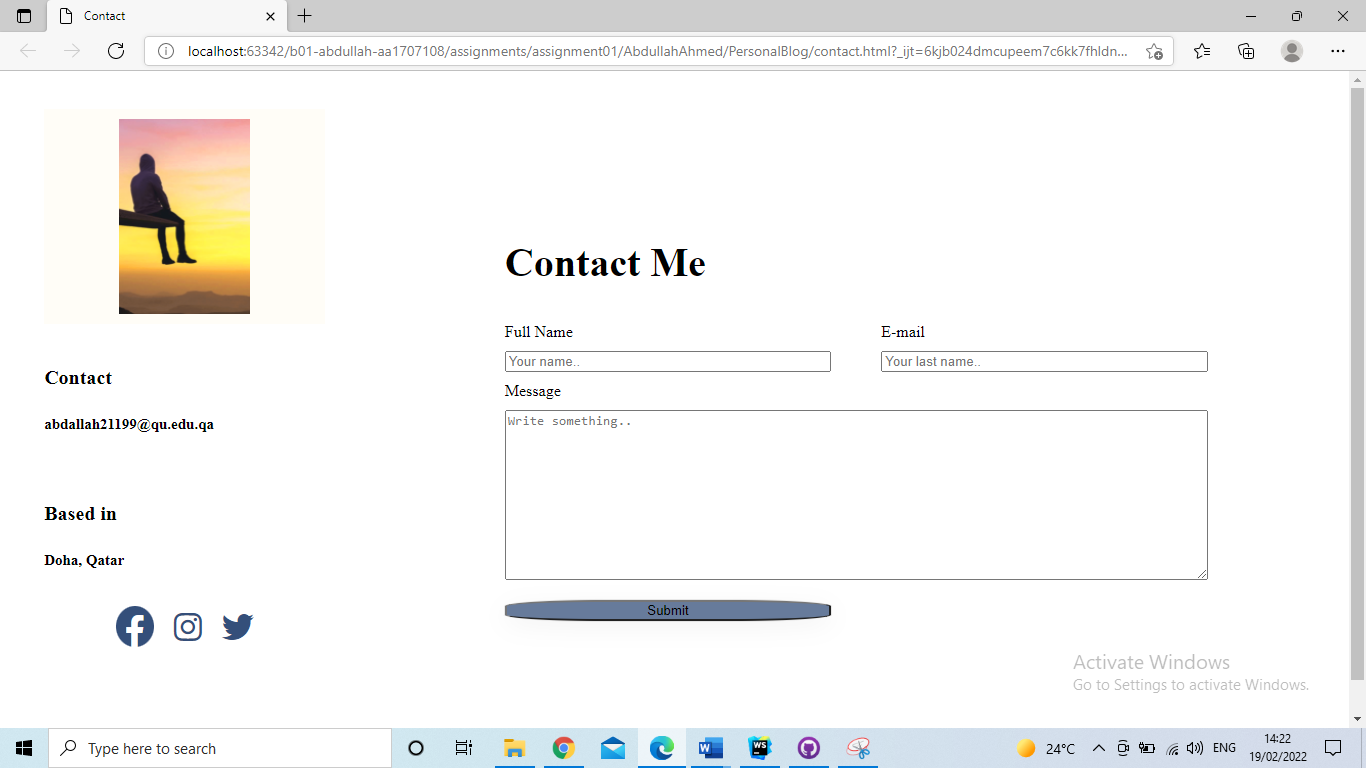 Contact
localhost:63342/b01-abdullah-aa1707108/assignments/assignment01/AbdullahAhmed/PersonalBlog/contact.html?_ijt=6kjb024dmcupeem7c6kk7fhldn...
Contact Me
Full Name
E-mail
Your name..
Your last name..
Message
Write something..
Submit
Contact
abdallah21199@qu.edu.qa
Based in
Doha, Qatar
Activate Windows
Go to Settings to activate Windows.
Type here to search
W
WS
24°C
ENG
14:22
19/02/2022